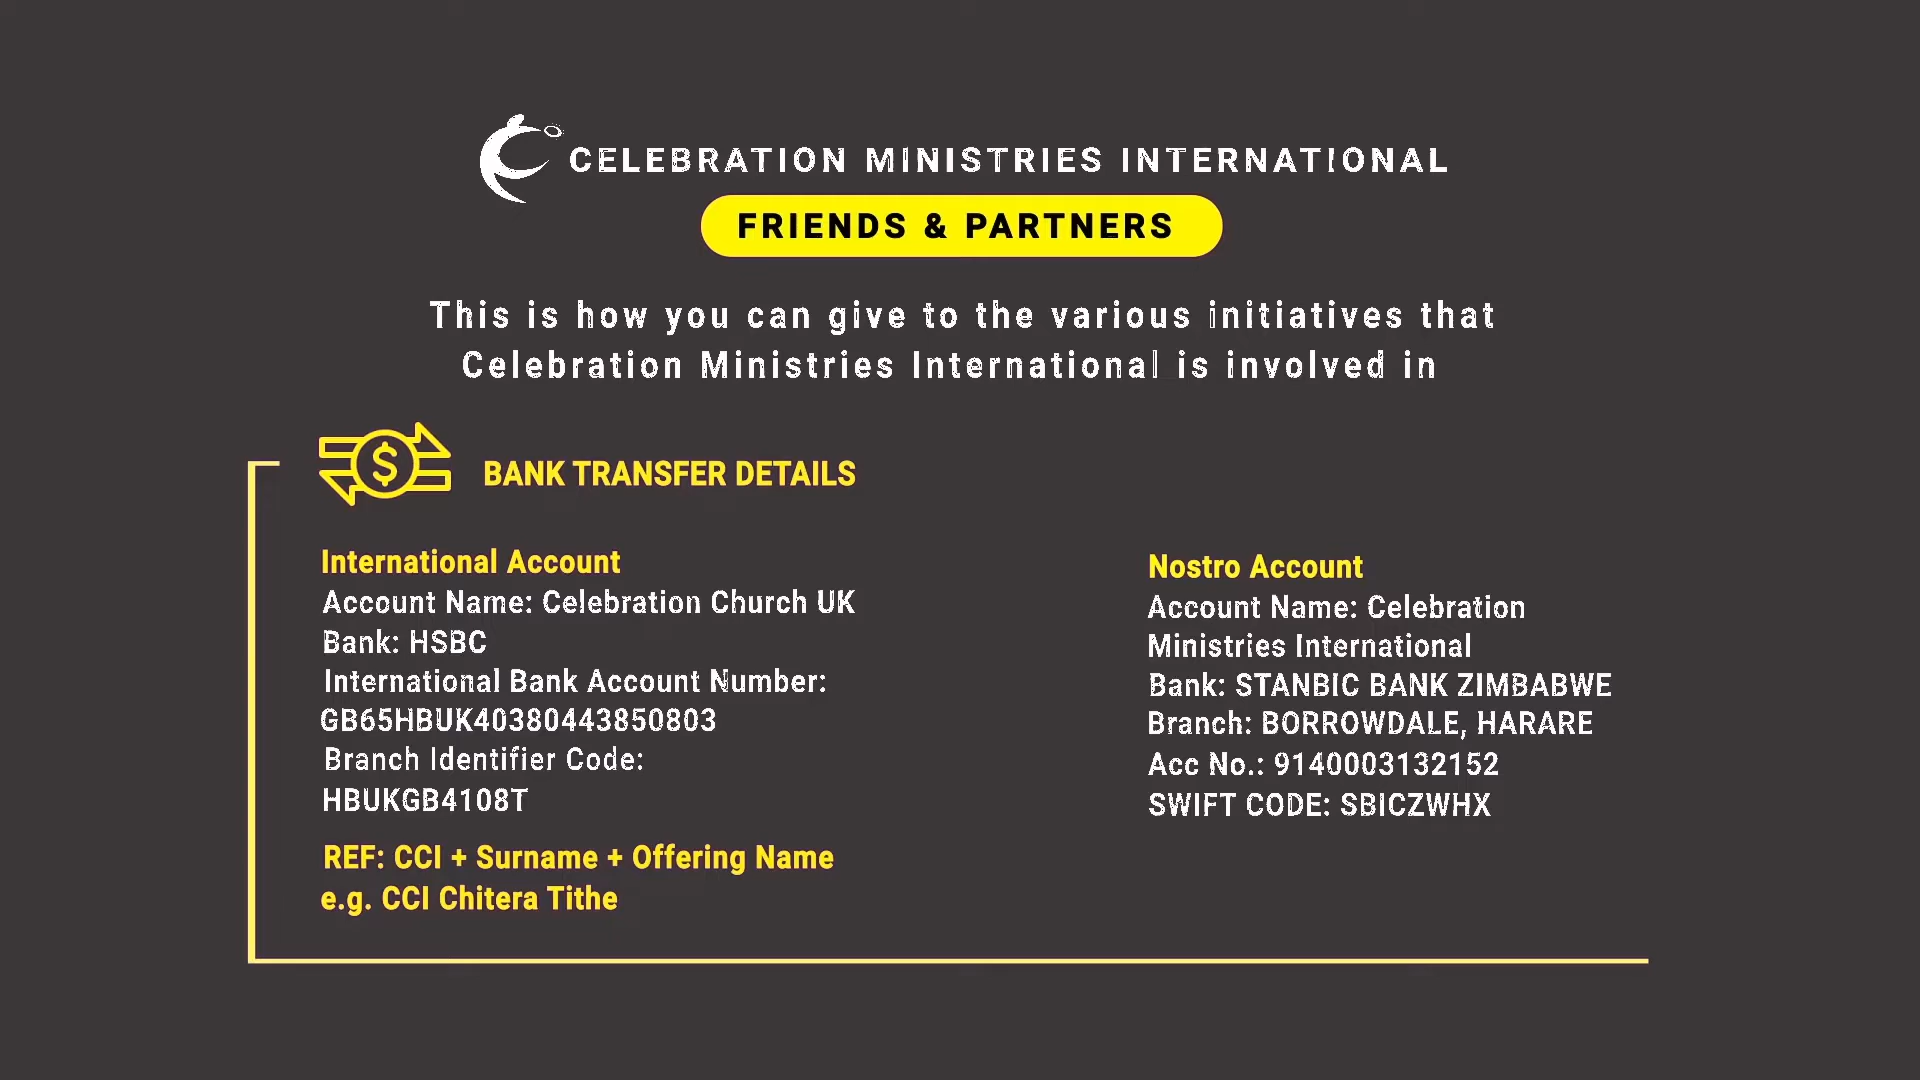 CELEBRATION MINISTRIES INTERNATIONAL
FRIENDS & PARTNERS
This is how you can give to the various initiatives that
Celebration Ministries International is involved in
BANK TRANSFER DETAILS
International Account
Account Name: Celebration Church UK
Bank: HSBC
International Bank Account Number:
GB65HBUK40380443850803
Branch Identifier Code:
HBUKGB4108T
REF: CCI + Surname + Offering Name
e.g. CCI Chitera Tithe
Nostro Account
Account Name: Celebration
Ministries International
Bank: STANBIC BANK ZIMBABWE
Branch: BORROWDALE, HARARE
Acc No.: 9140003132152
SWIFT CODE: SBICZWHX